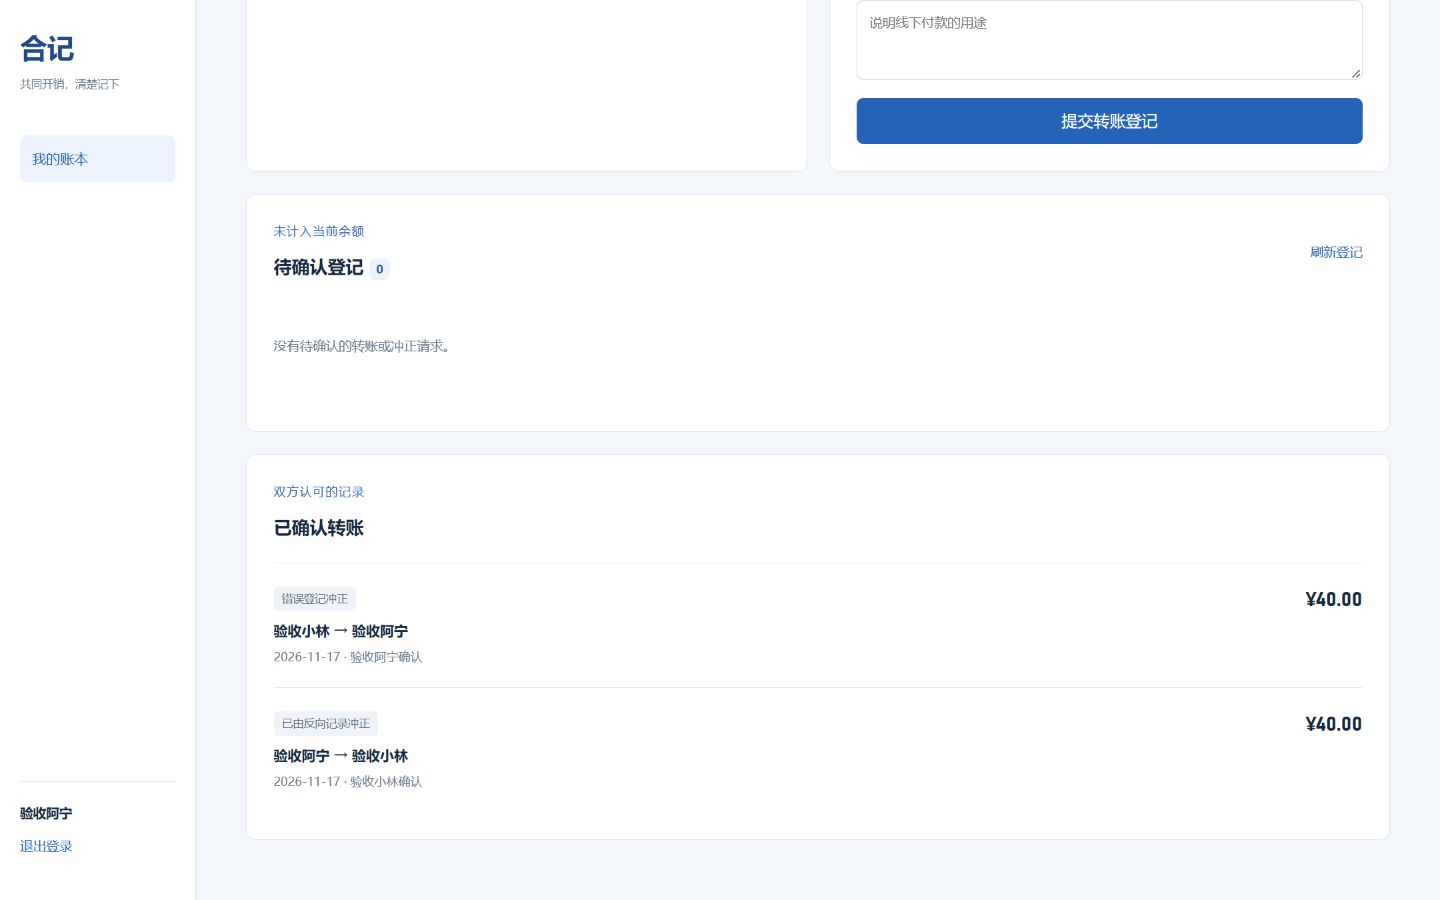 合记
共同开销，清楚记下
我的账本
说明线下付款的用途
提交转账登记
未计入当前余额
待确认登记 0
刷新登记
没有待确认的转账或冲正请求。
双方认可的记录
已确认转账
错误登记冲正
¥40.00
验收小林 → 验收阿宁
2026-11-17 · 验收阿宁确认
已由反向记录冲正
¥40.00
验收阿宁 → 验收小林
2026-11-17 · 验收小林确认
验收阿宁
退出登录